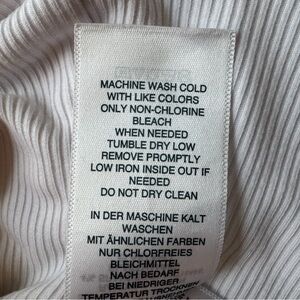 MACHINE WASH COLD
WITH LIKE COLORS
ONLY NON-CHLORINE
BLEACH
WHEN NEEDED
TUMBLE DRY LOW
REMOVE PROMPTLY
LOW IRON INSIDE OUT IF
NEEDED
DO NOT DRY CLEAN
IN DER MASCHINE KALT
WASCHEN
MIT ÄHNLICHEN FARBEN
NUR CHLORFREIES
BLEICHMITTEL
NACH BEDARF
BEI NIEDRIGER
TEMPERATUR TROCKNEN